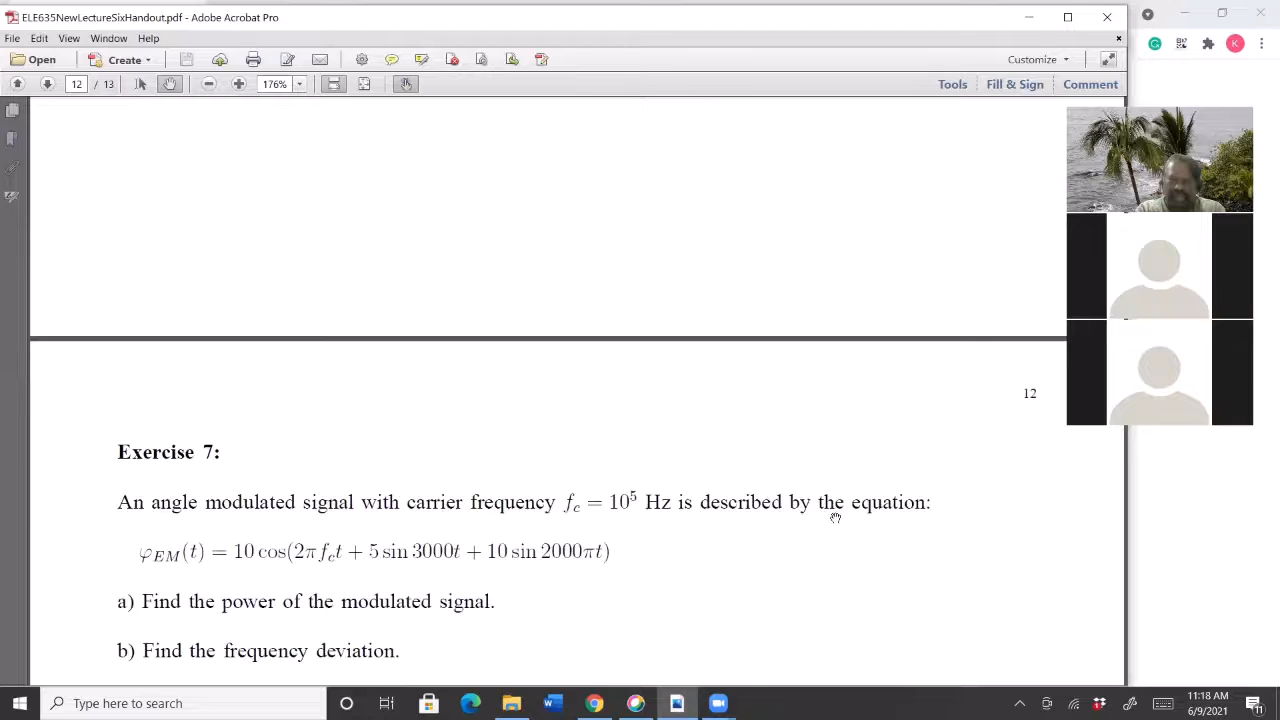 ELE635NewLectureSixHandout.pdf - Adobe Acrobat Pro
File Edit View Window Help
Open Create Customize
12 / 13 176% Tools Fill & Sign Comment
K
12
Exercise 7:
An angle modulated signal with carrier frequency f_c = 10^5 Hz is described by the equation:
φ_EM(t) = 10 cos(2πf_ct + 5 sin 3000t + 10 sin 2000πt)
a) Find the power of the modulated signal.
b) Find the frequency deviation.
Type here to search
11:18 AM
6/9/2021
11